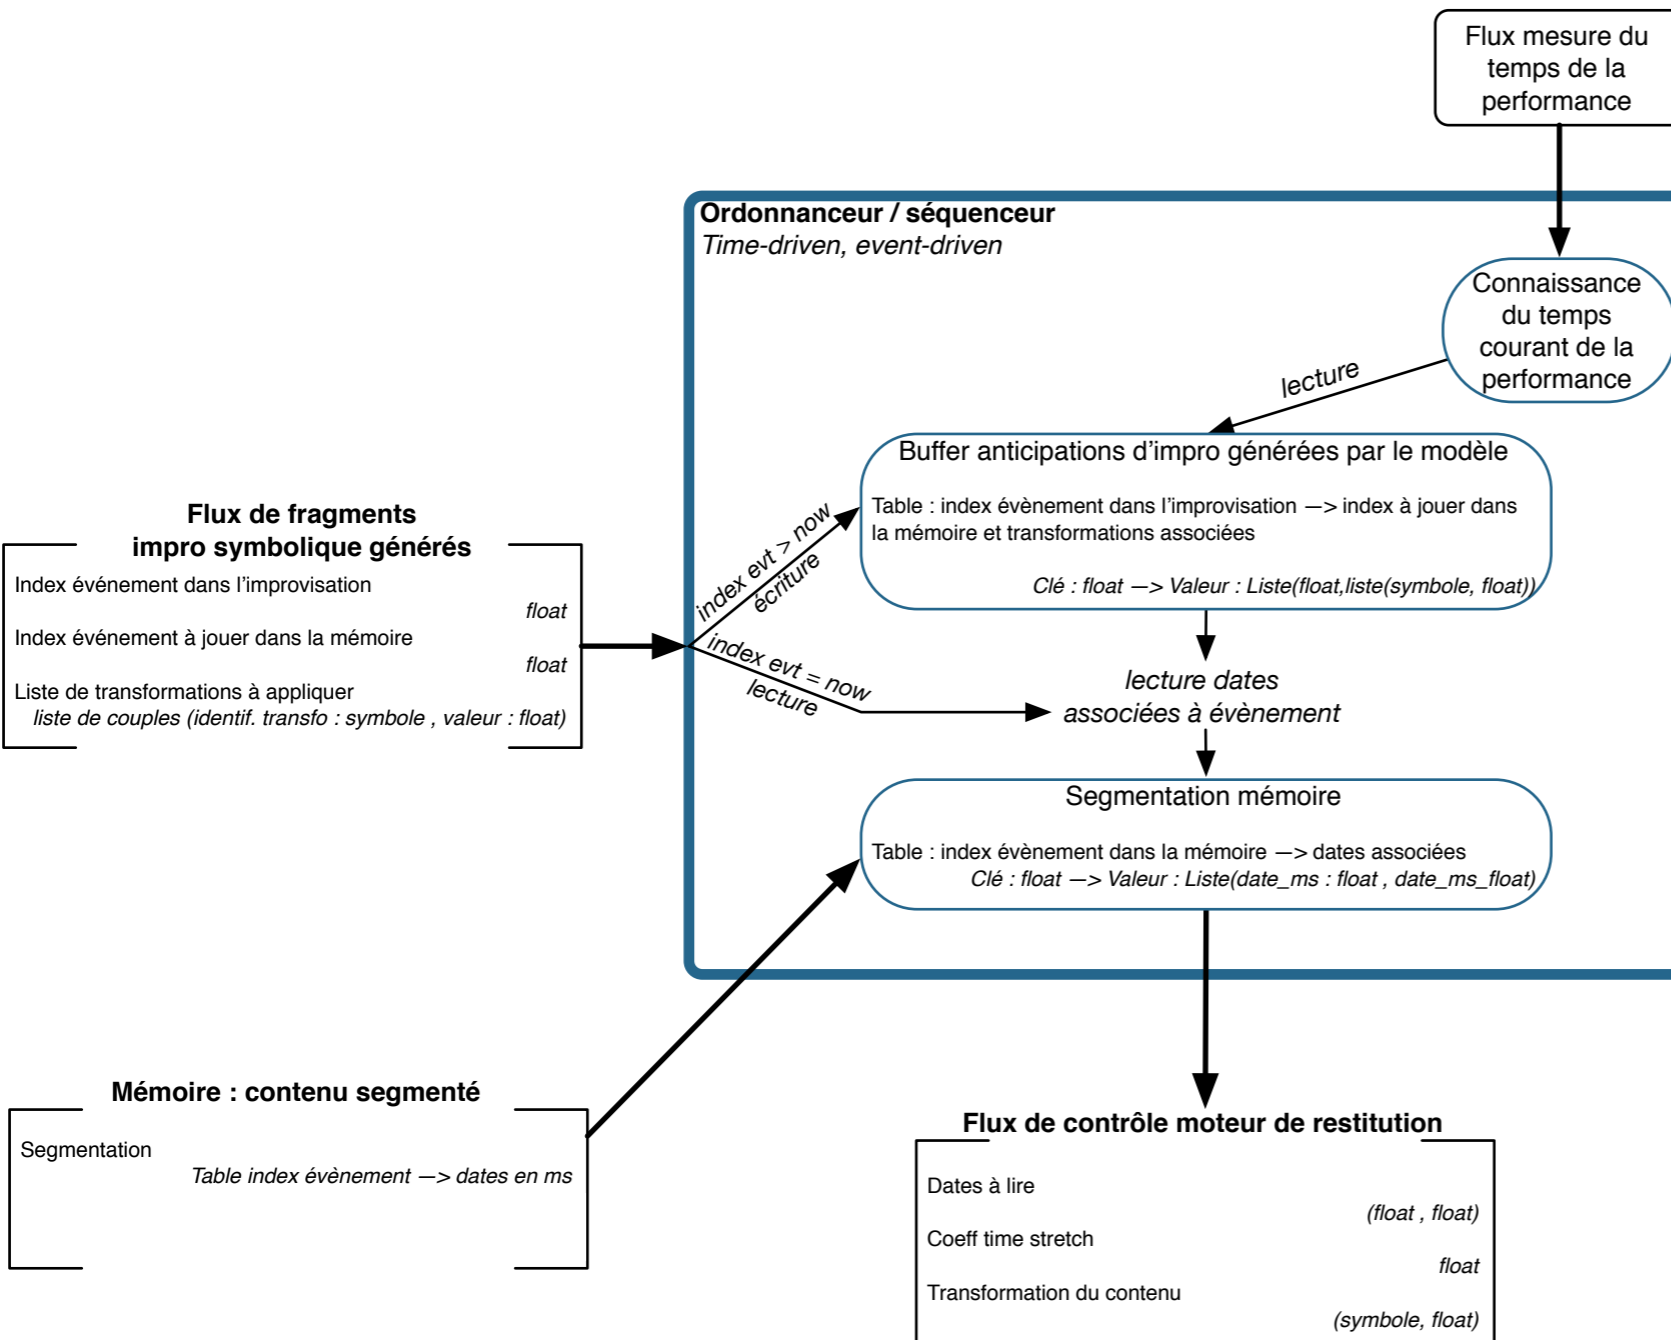 Flux mesure du
temps de la
performance
Ordonnanceur / séquenceur
Time-driven, event-driven
Connaissance
du temps
courant de la
performance
lecture
Buffer anticipations d'impro générées par le modèle
Table : index évènement dans l'improvisation —> index à jouer dans
la mémoire et transformations associées
Clé : float —> Valeur : Liste(float,liste(symbole, float))
index evt > now
écriture
index evt = now
lecture
Flux de fragments
impro symbolique générés
Index événement dans l'improvisation
float
Index événement à jouer dans la mémoire
float
Liste de transformations à appliquer
liste de couples (identif. transfo : symbole , valeur : float)
lecture dates
associées à évènement
Segmentation mémoire
Table : index évènement dans la mémoire —> dates associées
Clé : float —> Valeur : Liste(date_ms : float , date_ms_float)
Mémoire : contenu segmenté
Segmentation
Table index évènement —> dates en ms
Flux de contrôle moteur de restitution
Dates à lire
(float , float)
Coeff time stretch
float
Transformation du contenu
(symbole, float)